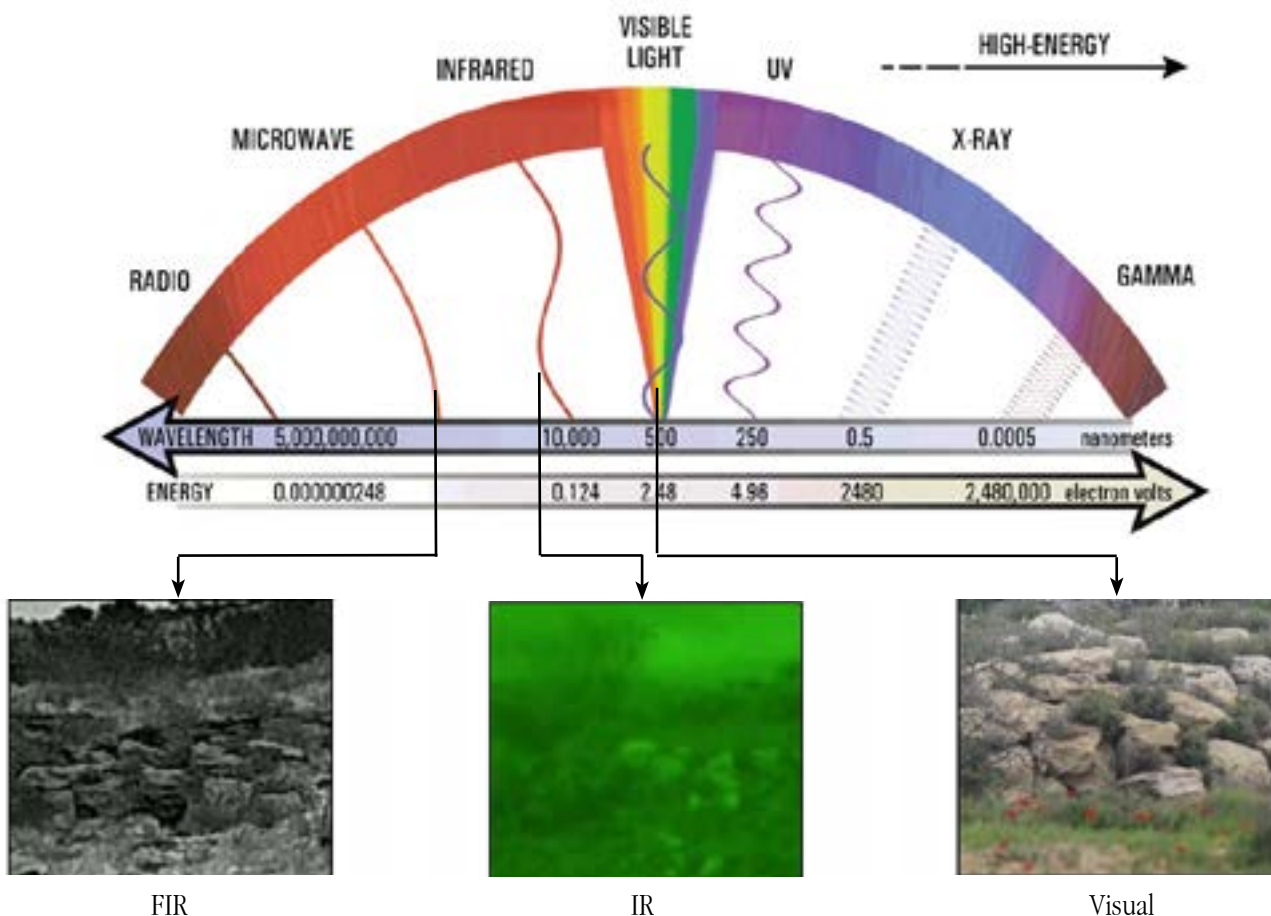 VISIBLE
LIGHT
HIGH-ENERGY
INFRARED
UV
MICROWAVE
X-RAY
RADIO
GAMMA
WAVELENGTH 5,000,000,000 10,000 500 250 0.5 0.0005 nanometers
ENERGY 0.000000248 0.124 2.48 4.96 2480 2,480,000 electron volts
FIR IR Visual